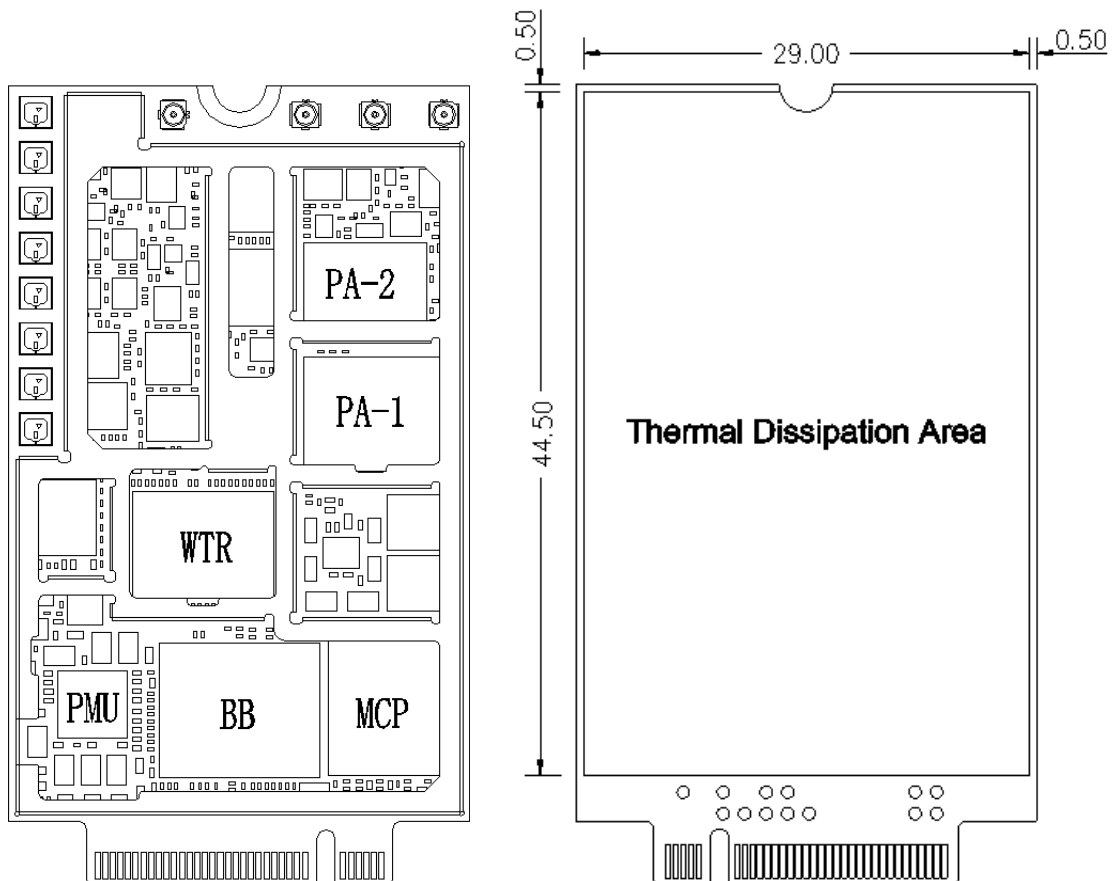 PA-2
PA-1
WTR
PMU
BB
MCP
0.50
29.00
0.50
44.50
Thermal Dissipation Area